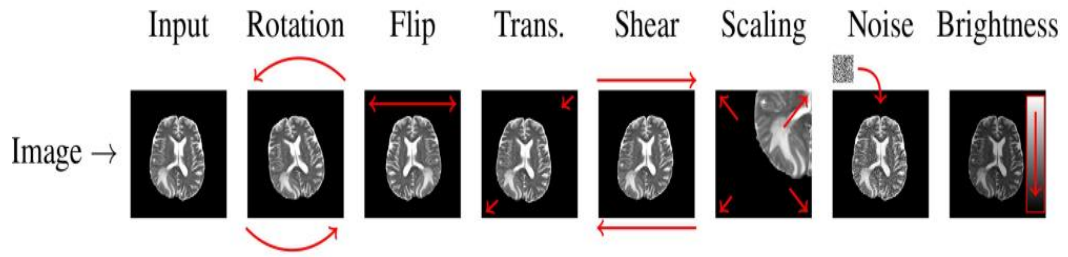 Input Rotation Flip Trans. Shear Scaling Noise Brightness
Image →